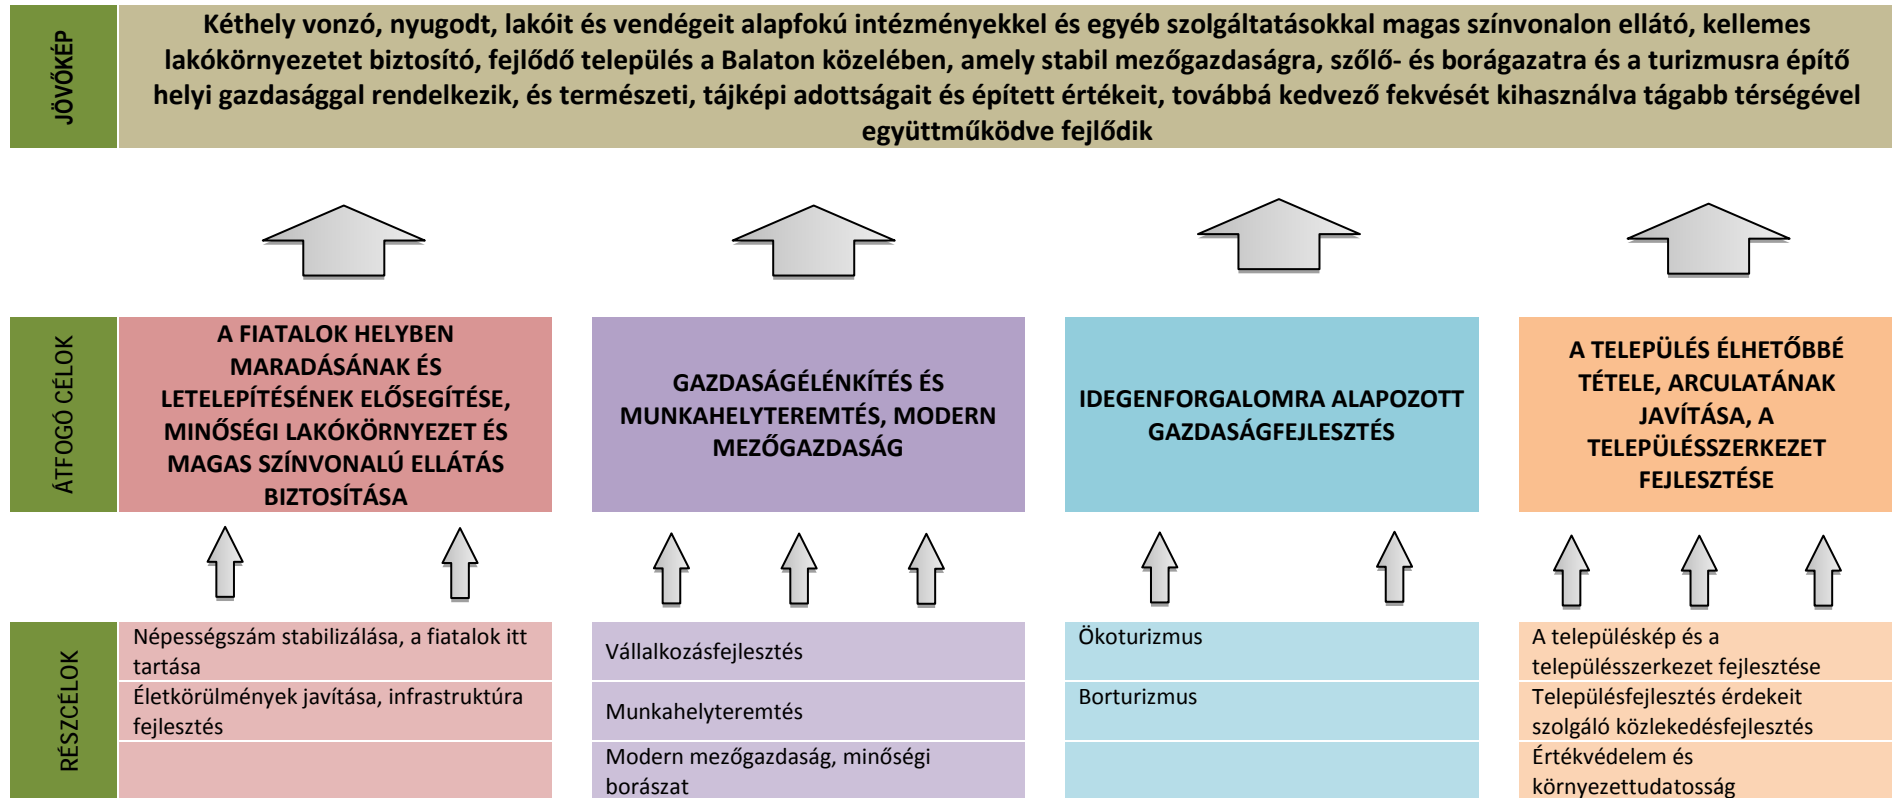 JÖVŐKÉP
Kéthely vonzó, nyugodt, lakóit és vendégeit alapfokú intézményekkel és egyéb szolgáltatásokkal magas színvonalon ellátó, kellemes
lakókörnyezetet biztosító, fejlődő település a Balaton közelében, amely stabil mezőgazdaságra, szőlő- és borágazatra és a turizmusra építő
helyi gazdasággal rendelkezik, és természeti, tájképi adottságait és épített értékeit, továbbá kedvező fekvését kihasználva tágabb térségével
együttműködve fejlődik
ÁTFOGÓ CÉLOK
A FIATALOK HELYBEN
MARADÁSÁNAK ÉS
LETELEPÍTÉSÉNEK ELŐSEGÍTÉSE,
MINŐSÉGI LAKÓKÖRNYEZET ÉS
MAGAS SZÍNVONALÚ ELLÁTÁS
BIZTOSÍTÁSA
GAZDASÁGÉLÉNKÍTÉS ÉS
MUNKAHELYTEREMTÉS, MODERN
MEZŐGAZDASÁG
IDEGENFORGALOMRA ALAPOZOTT
GAZDASÁGFEJLESZTÉS
A TELEPÜLÉS ÉLHETŐBBÉ
TÉTELE, ARCULATÁNAK
JAVÍTÁSA, A
TELEPÜLÉSSZERKEZET
FEJLESZTÉSE
RÉSZCÉLOK
Népességszám stabilizálása, a fiatalok itt
tartása
Életkörülmények javítása, infrastruktúra
fejlesztés
Vállalkozásfejlesztés
Munkahelyteremtés
Modern mezőgazdaság, minőségi
borászat
Ökoturizmus
Borturizmus
A településkép és a
településszerkezet fejlesztése
Településfejlesztés érdekeit
szolgáló közlekedésfejlesztés
Értékvédelem és
környezettudatosság